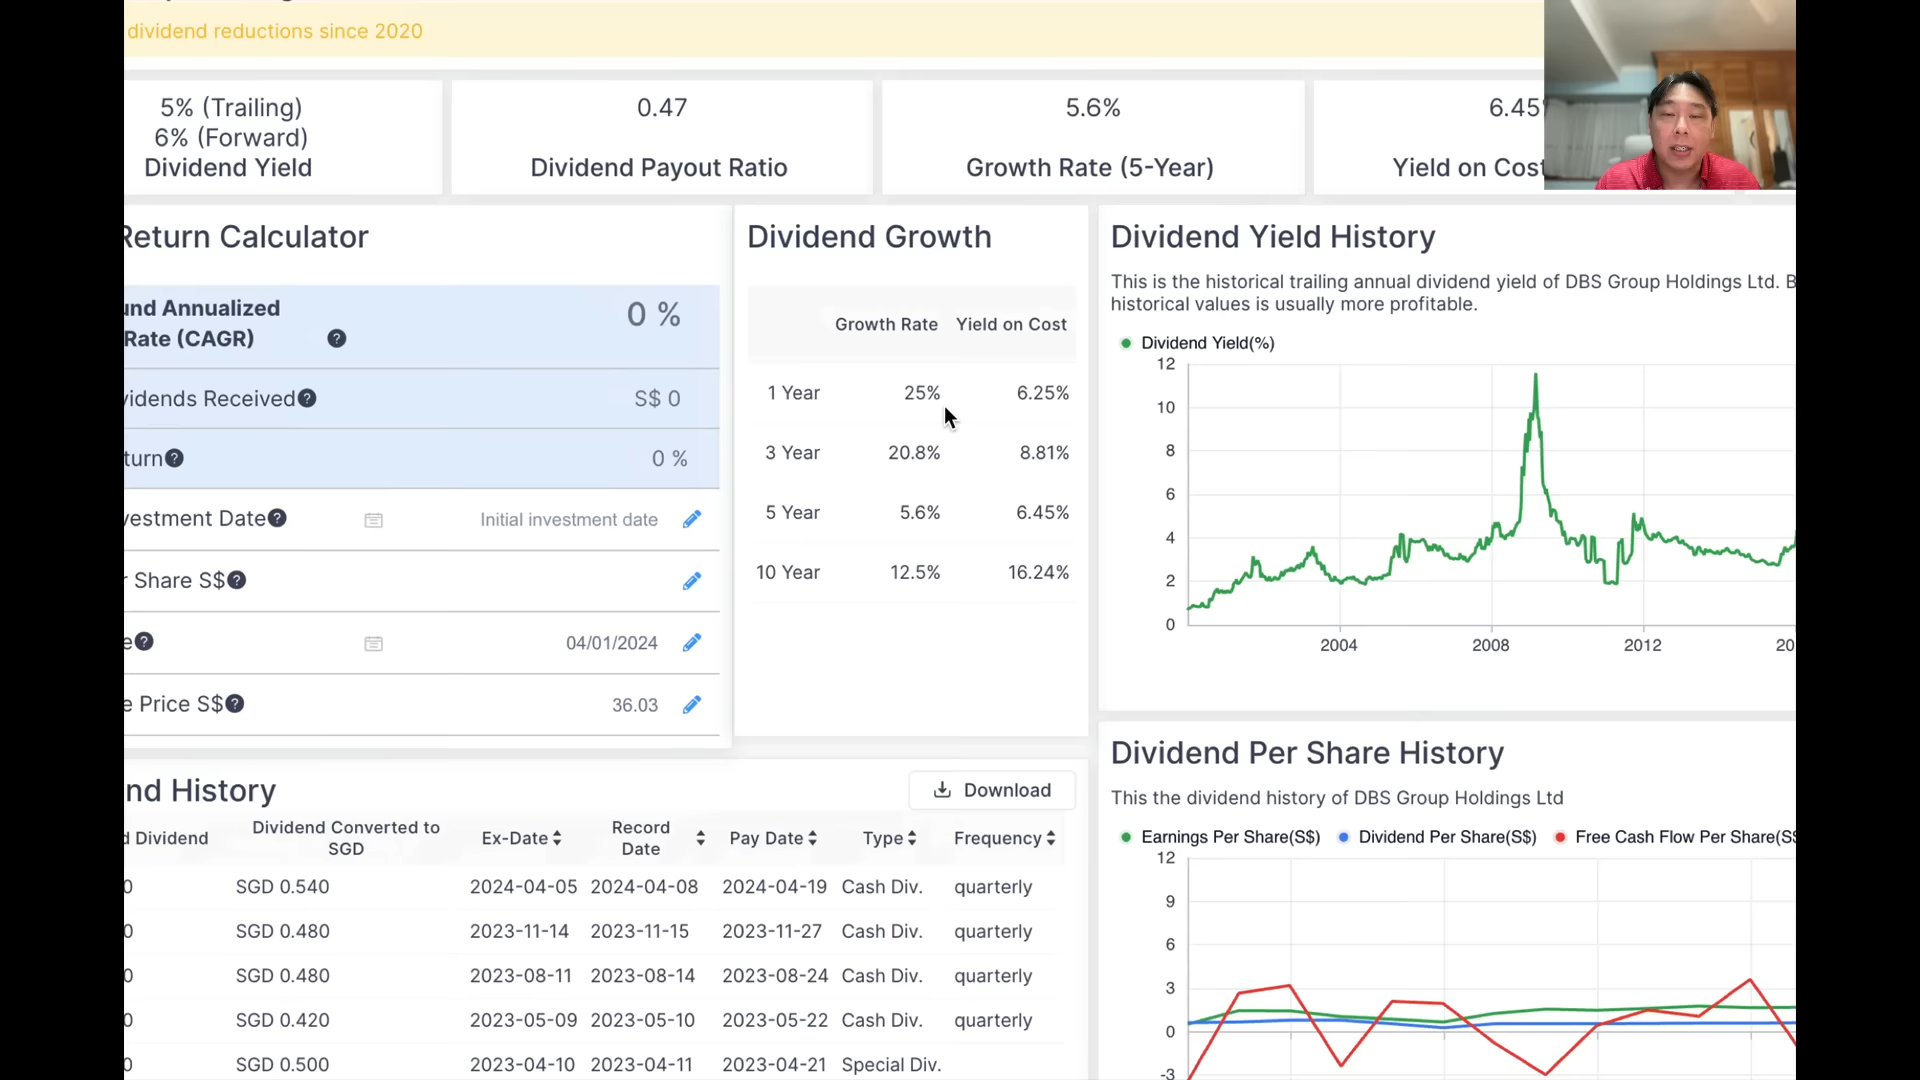 dividend reductions since 2020
5% (Trailing)
6% (Forward)
Dividend Yield
0.47
Dividend Payout Ratio
5.6%
Growth Rate (5-Year)
6.45
Yield on Cost
Return Calculator
und Annualized
Rate (CAGR)
0 %
vidends Received
S$ 0
turn
0 %
vestment Date
Initial investment date
r Share S$
e
04/01/2024
e Price S$
36.03
Dividend Growth
Growth Rate Yield on Cost
1 Year 25% 6.25%
3 Year 20.8% 8.81%
5 Year 5.6% 6.45%
10 Year 12.5% 16.24%
Dividend Yield History
This is the historical trailing annual dividend yield of DBS Group Holdings Ltd. B
historical values is usually more profitable.
Dividend Yield(%)
12
10
8
6
4
2
0
2004 2008 2012 20
nd History
Download
d Dividend
Dividend Converted to
SGD
Ex-Date
Record
Date
Pay Date
Type
Frequency
0 SGD 0.540 2024-04-05 2024-04-08 2024-04-19 Cash Div. quarterly
0 SGD 0.480 2023-11-14 2023-11-15 2023-11-27 Cash Div. quarterly
0 SGD 0.480 2023-08-11 2023-08-14 2023-08-24 Cash Div. quarterly
0 SGD 0.420 2023-05-09 2023-05-10 2023-05-22 Cash Div. quarterly
0 SGD 0.500 2023-04-10 2023-04-11 2023-04-21 Special Div.
Dividend Per Share History
This the dividend history of DBS Group Holdings Ltd
Earnings Per Share(S$) Dividend Per Share(S$) Free Cash Flow Per Share(S$
12
9
6
3
0
-3